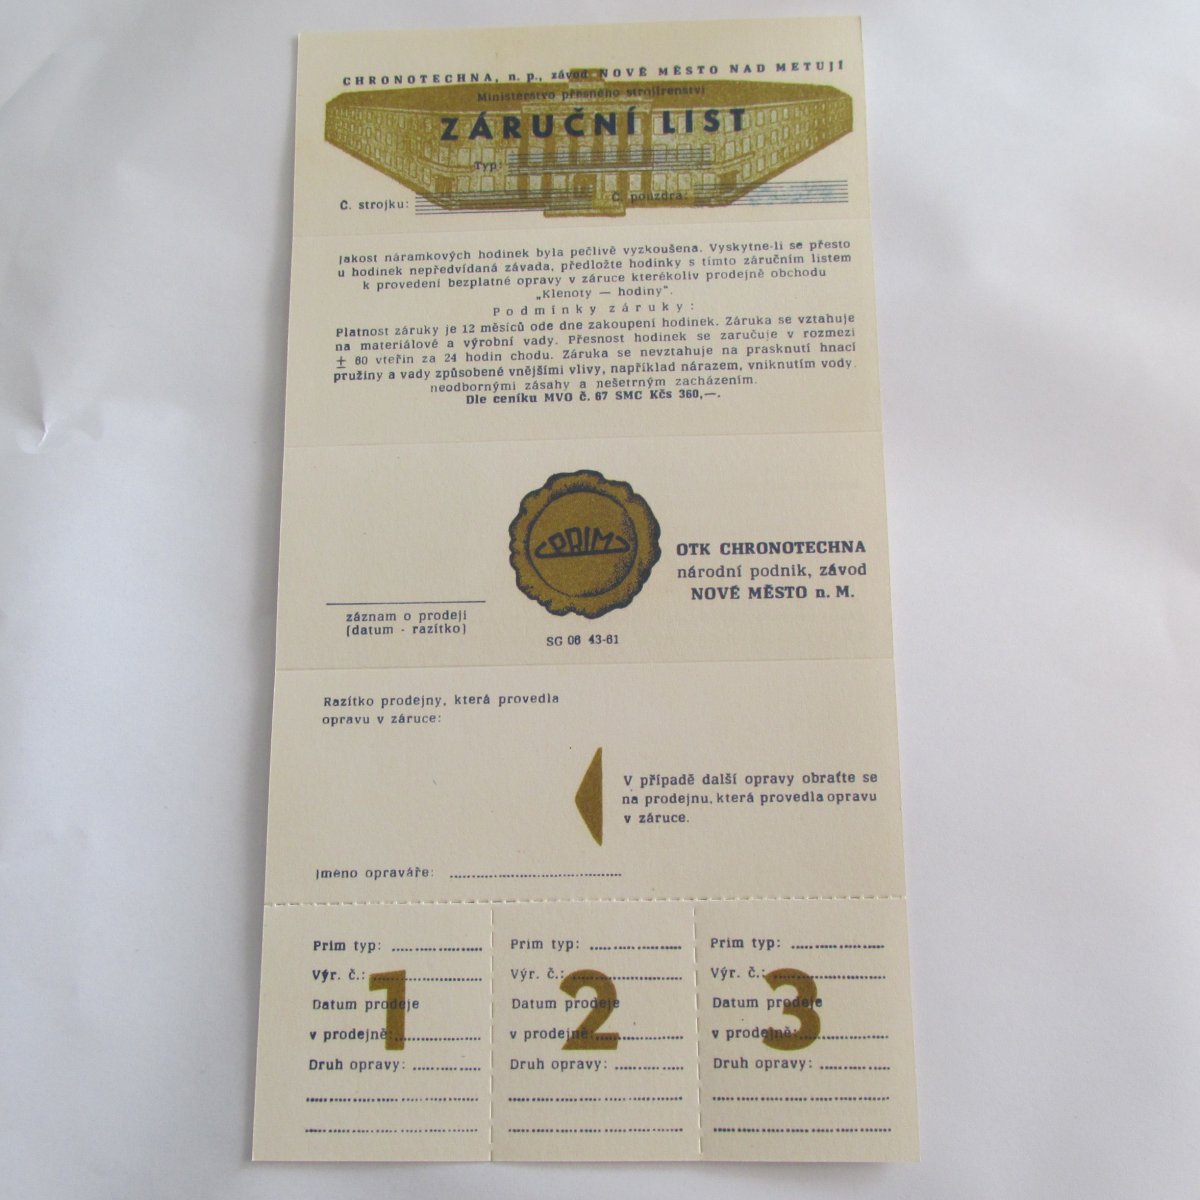 CHRONOTECHNA, n. p., závod NOVÉ MĚSTO NAD METUJÍ
Ministerstvo přesného strojírenství
ZÁRUČNÍ LIST
Typ:
Č. strojku: Č. pouzdra:
Jakost náramkových hodinek byla pečlivě vyzkoušena. Vyskytne-li se přesto
u hodinek nepředvídaná závada, předložte hodinky s tímto záručním listem
k provedení bezplatné opravy v záruce kterékoliv prodejně obchodu
„Klenoty — hodiny".
Podmínky záruky:
Platnost záruky je 12 měsíců ode dne zakoupení hodinek. Záruka se vztahuje
na materiálové a výrobní vady. Přesnost hodinek se zaručuje v rozmezí
± 60 vteřin za 24 hodin chodu. Záruka se nevztahuje na prasknutí hnací
pružiny a vady způsobené vnějšími vlivy, například nárazem, vniknutím vody,
neodbornými zásahy a nešetrným zacházením.
Dle ceníku MVO č. 67 SMC Kčs 360,—.
PRIM
OTK CHRONOTECHNA
národní podnik, závod
NOVÉ MĚSTO n. M.
záznam o prodeji
(datum - razítko)
SG 06 43-61
Razítko prodejny, která provedla
opravu v záruce:
V případě další opravy obraťte se
na prodejnu, která provedla opravu
v záruce.
Jméno opraváře:
1
Prim typ:
Výr. č.:
Datum prodeje
v prodejně:
Druh opravy:
2
Prim typ:
Výr. č.:
Datum prodeje
v prodejně:
Druh opravy:
3
Prim typ:
Výr. č.:
Datum prodeje
v prodejně:
Druh opravy: